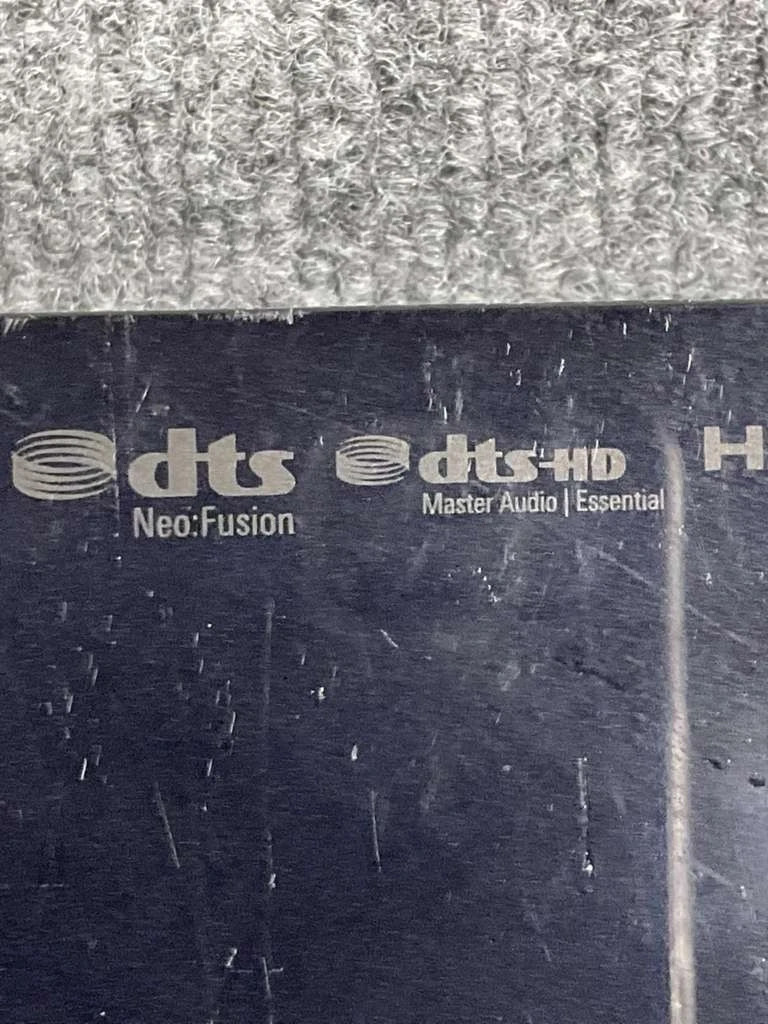 dts
Neo:Fusion
dts-HD
Master Audio | Essential